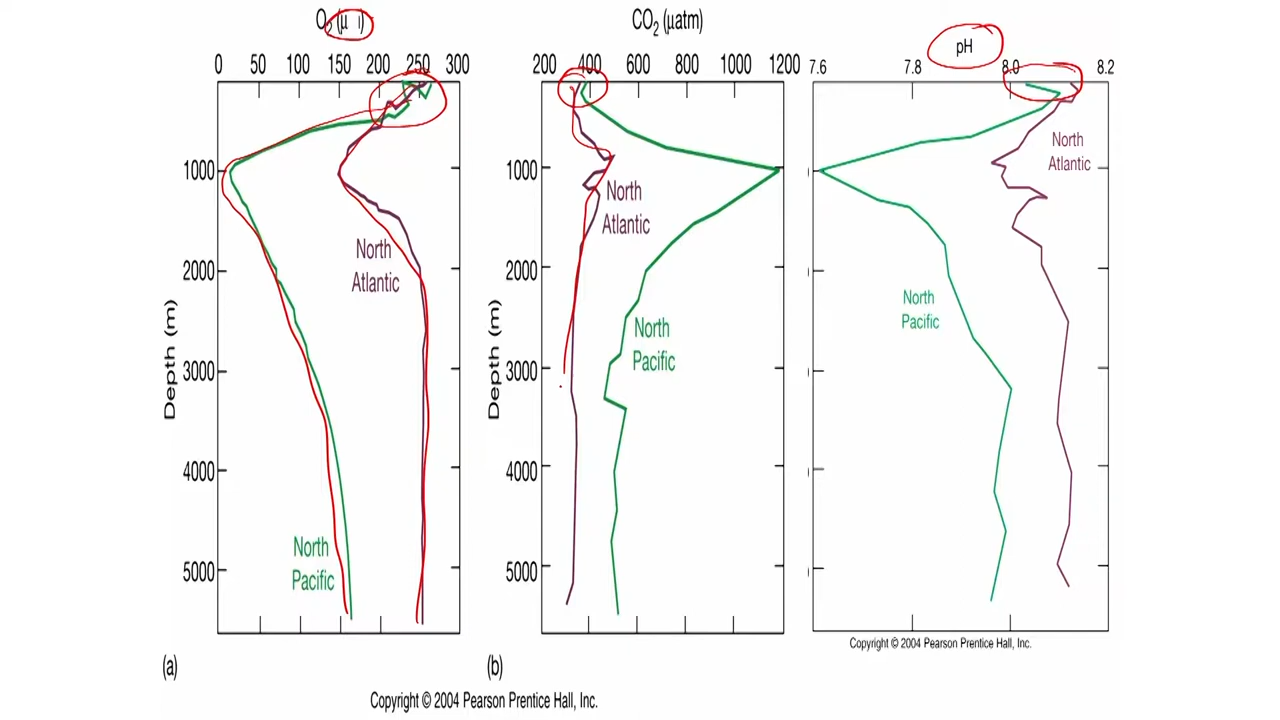 O2 (μ l)
0 50 100 150 200 250 300
1000
2000
3000
4000
5000
Depth (m)
North
Atlantic
North
Pacific
(a)
CO2 (μatm)
200 400 600 800 1000 1200
1000
2000
3000
4000
5000
Depth (m)
North
Atlantic
North
Pacific
(b)
Copyright © 2004 Pearson Prentice Hall, Inc.
pH
7.6 7.8 8.0 8.2
North
Atlantic
North
Pacific
Copyright © 2004 Pearson Prentice Hall, Inc.